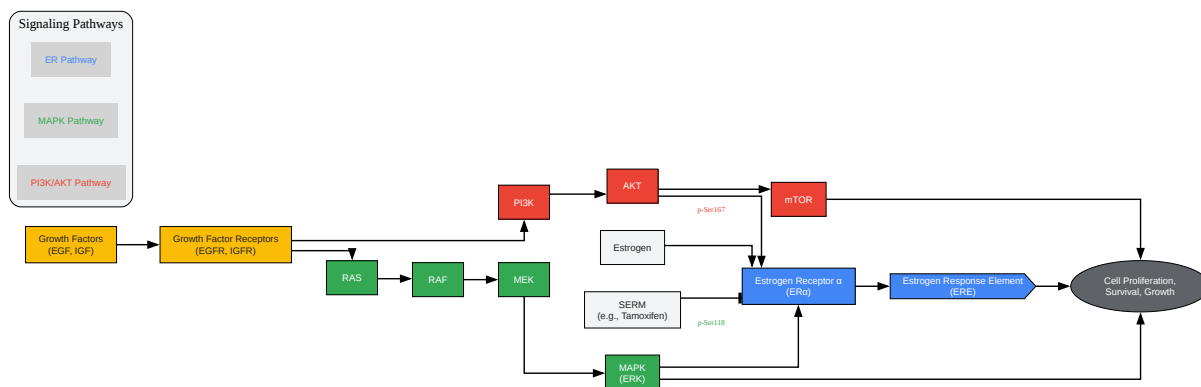 Signaling Pathways
ER Pathway
MAPK Pathway
PI3K/AKT Pathway
Growth Factors
(EGF, IGF)
Growth Factor Receptors
(EGFR, IGFR)
PI3K
AKT
mTOR
p-Ser167
RAS
RAF
MEK
Estrogen
SERM
(e.g., Tamoxifen)
p-Ser118
MAPK
(ERK)
Estrogen Receptor α
(ERα)
Estrogen Response Element
(ERE)
Cell Proliferation,
Survival, Growth